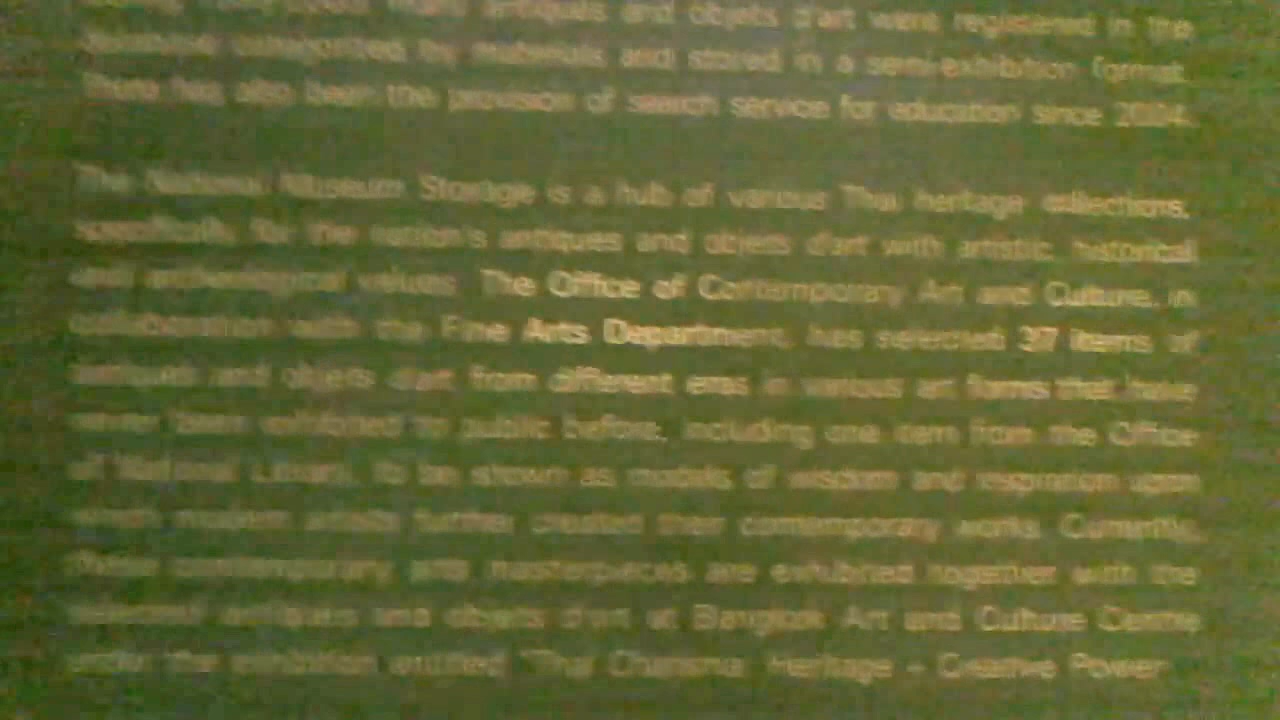 antiques and objets d'art were registered in the
categorized by materials and stored in a semi-exhibition format.
There has also been the provision of search service for education since 2004.
The National Museum Storage is a hub of various Thai heritage collections,
specifically for the nation's antiques and objets d'art with artistic, historical
and archeological values. The Office of Contemporary Art and Culture, in
collaboration with the Fine Arts Department, has selected 37 items of
antiques and objets d'art from different eras in various art forms that have
never been exhibited to public before, including one item from the Office
of National Library, to be shown as models of wisdom and inspiration upon
which modern artists further created their contemporary works. Currently,
these contemporary masterpieces are exhibited together with the
selected antiques and objets d'art at Bangkok Art and Culture Centre
under the exhibition entitled "Thai Charisma: Heritage + Creative Power"